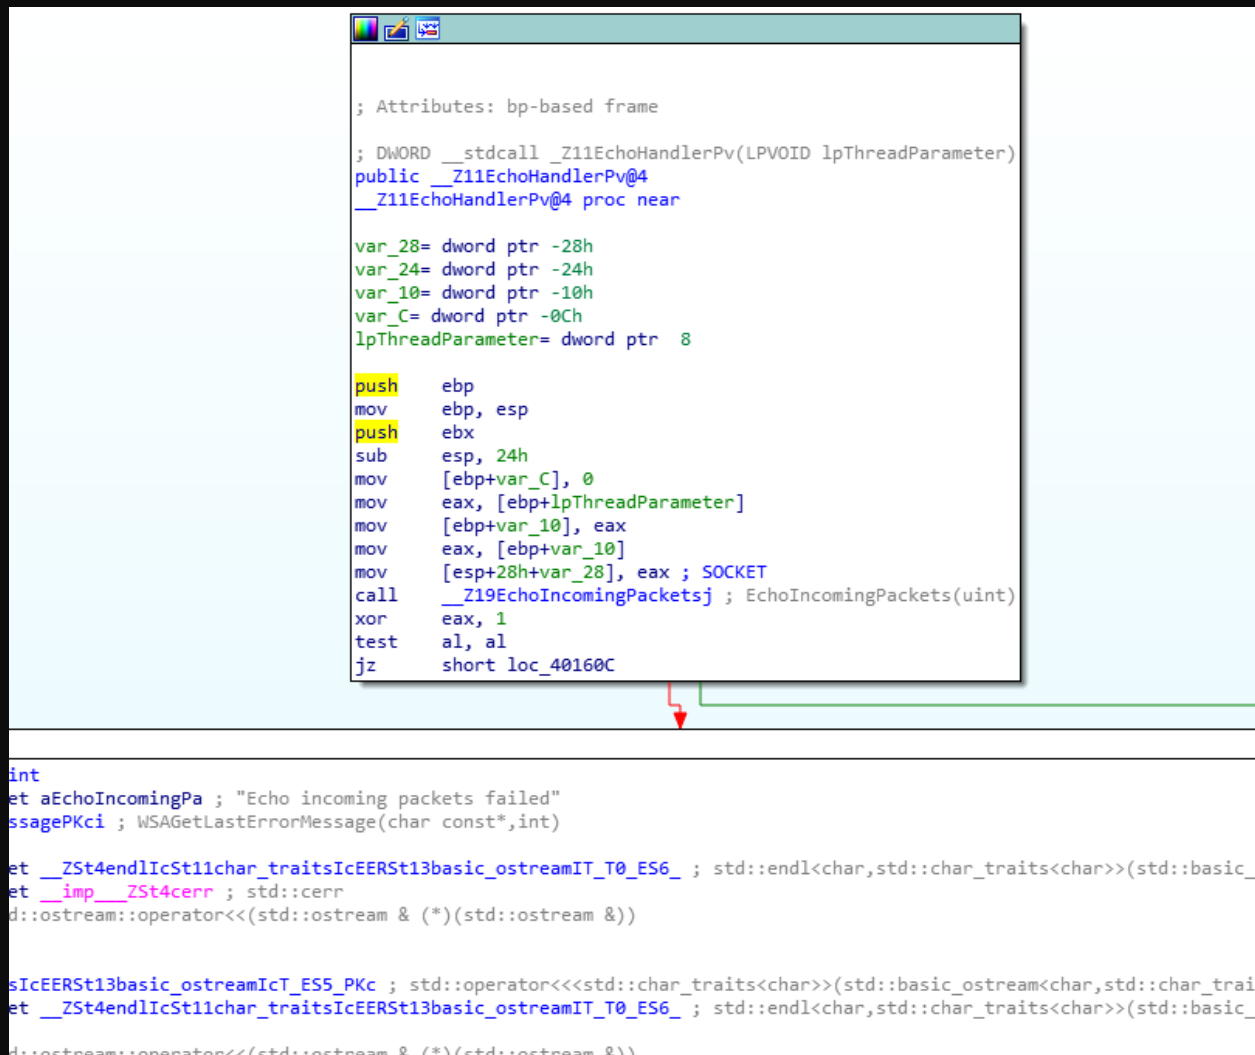 ; Attributes: bp-based frame
; DWORD __stdcall _Z11EchoHandlerPv(LPVOID lpThreadParameter)
public __Z11EchoHandlerPv@4
__Z11EchoHandlerPv@4 proc near
var_28= dword ptr -28h
var_24= dword ptr -24h
var_10= dword ptr -10h
var_C= dword ptr -0Ch
lpThreadParameter= dword ptr  8
push    ebp
mov     ebp, esp
push    ebx
sub     esp, 24h
mov     [ebp+var_C], 0
mov     eax, [ebp+lpThreadParameter]
mov     [ebp+var_10], eax
mov     eax, [ebp+var_10]
mov     [esp+28h+var_28], eax ; SOCKET
call    __Z19EchoIncomingPacketsj ; EchoIncomingPackets(uint)
xor     eax, 1
test    al, al
jz      short loc_40160C
int
et aEchoIncomingPa ; "Echo incoming packets failed"
ssagePKci ; WSAGetLastErrorMessage(char const*,int)
et __ZSt4endlIcSt11char_traitsIcEERSt13basic_ostreamIT_T0_ES6_ ; std::endl<char,std::char_traits<char>>(std::basic_
et __imp___ZSt4cerr ; std::cerr
d::ostream::operator<<(std::ostream & (*)(std::ostream &))
sIcEERSt13basic_ostreamIcT_ES5_PKc ; std::operator<<<std::char_traits<char>>(std::basic_ostream<char,std::char_trai
et __ZSt4endlIcSt11char_traitsIcEERSt13basic_ostreamIT_T0_ES6_ ; std::endl<char,std::char_traits<char>>(std::basic_
d::ostream::operator<<(std::ostream & (*)(std::ostream &))